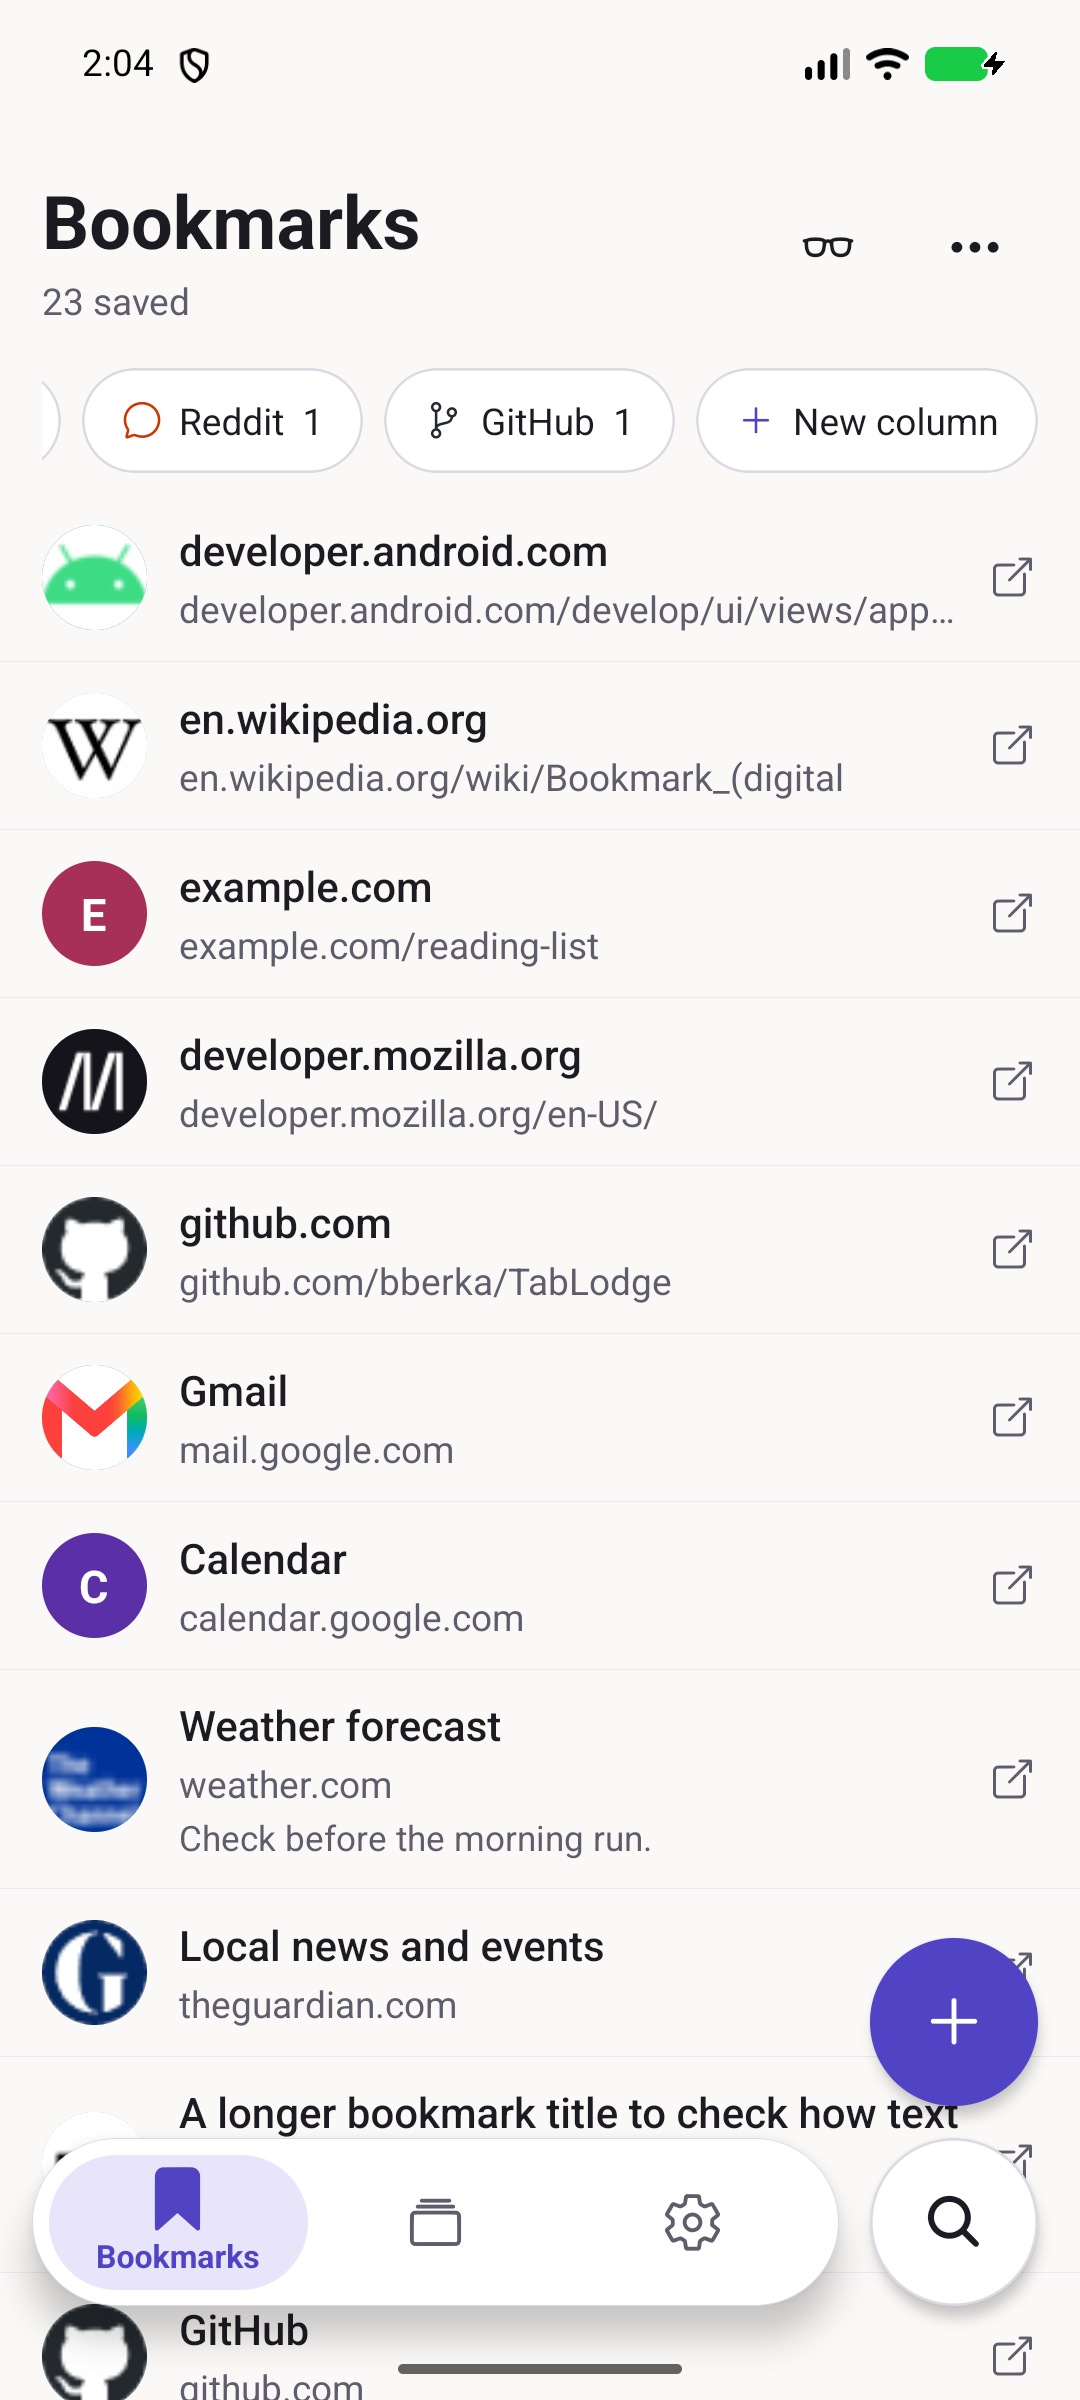 2:04
Bookmarks
23 saved
Reddit 1
GitHub 1
New column
developer.android.com
developer.android.com/develop/ui/views/app…
W
en.wikipedia.org
en.wikipedia.org/wiki/Bookmark_(digital
E
example.com
example.com/reading-list
developer.mozilla.org
developer.mozilla.org/en-US/
github.com
github.com/bberka/TabLodge
Gmail
mail.google.com
C
Calendar
calendar.google.com
Weather forecast
The
Weather
Channel
weather.com
Check before the morning run.
G
Local news and events
theguardian.com
A longer bookmark title to check how text
Bookmarks
GitHub
github.com